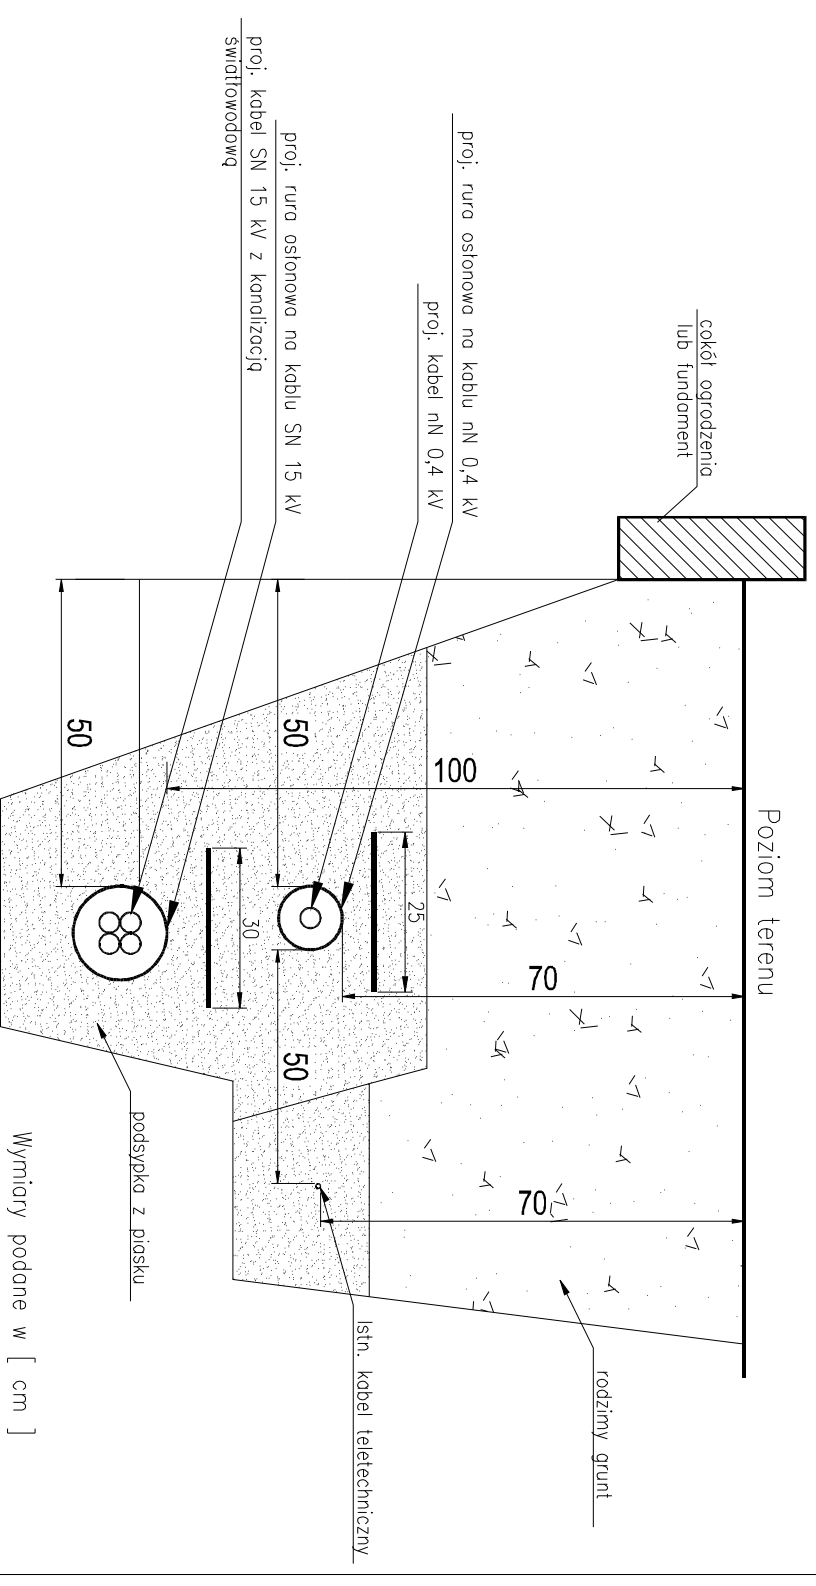 Poziom terenu
cokół ogrodzenia
lub fundament
proj. rura osłonowa na kablu nN 0,4 kV
proj. kabel nN 0,4 kV
proj. rura osłonowa na kablu SN 15 kV
proj. kabel SN 15 kV z kanalizacją
światłowodową
100
70
70
25
30
50
50
50
rodzimy grunt
Istn. kabel teletechniczny
podsypka z piasku
Wymiary podane w [ cm ]